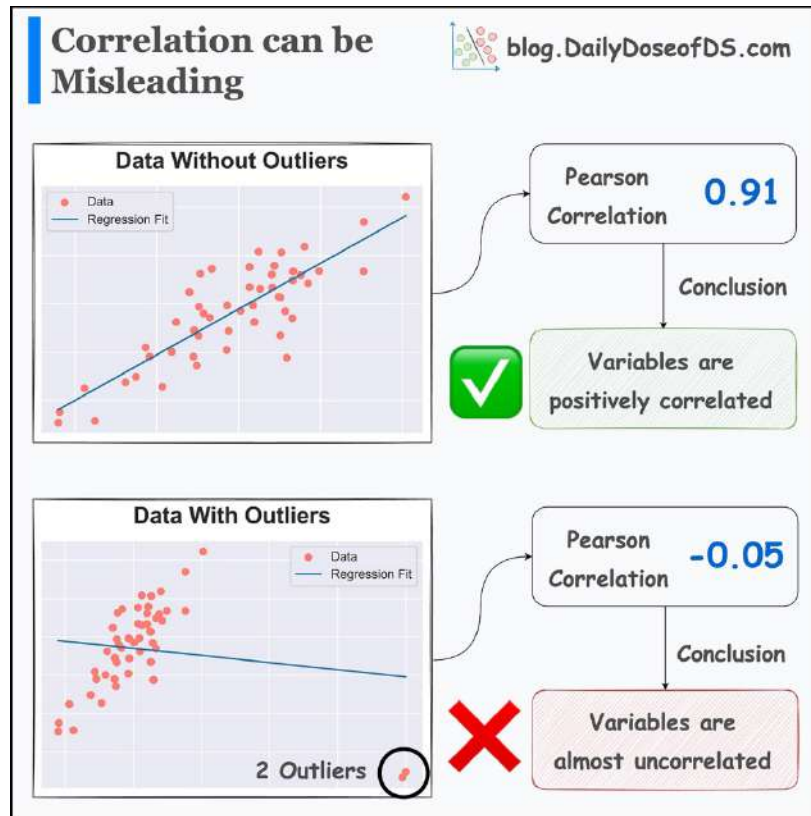 Correlation can be
Misleading
blog.DailyDoseofDS.com
Data Without Outliers
Data
Regression Fit
Pearson
Correlation
0.91
Conclusion
Variables are
positively correlated
Data With Outliers
Data
Regression Fit
2 Outliers
Pearson
Correlation
-0.05
Conclusion
Variables are
almost uncorrelated